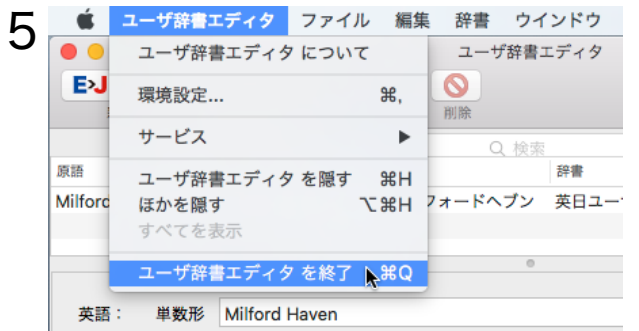 5
ユーザ辞書エディタ ファイル 編集 辞書 ウインドウ
ユーザ辞書エディタ
ユーザ辞書エディタ について
E›J
環境設定... ⌘,
削除
サービス ▶
検索
原語 辞書
ユーザ辞書エディタ を隠す ⌘H
Milford フォードヘブン 英日ユー
ほかを隠す ⌥⌘H
すべてを表示
ユーザ辞書エディタ を終了 ⌘Q
英語： 単数形 Milford Haven